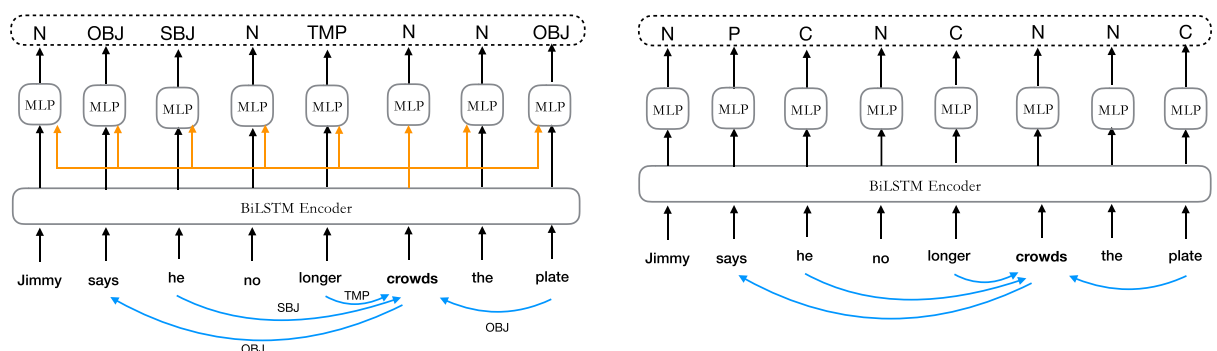 N OBJ SBJ N TMP N N OBJ
MLP MLP MLP MLP MLP MLP MLP MLP
BiLSTM Encoder
Jimmy says he no longer crowds the plate
TMP
SBJ
OBJ
OBJ
N P C N C N N C
MLP MLP MLP MLP MLP MLP MLP MLP
BiLSTM Encoder
Jimmy says he no longer crowds the plate